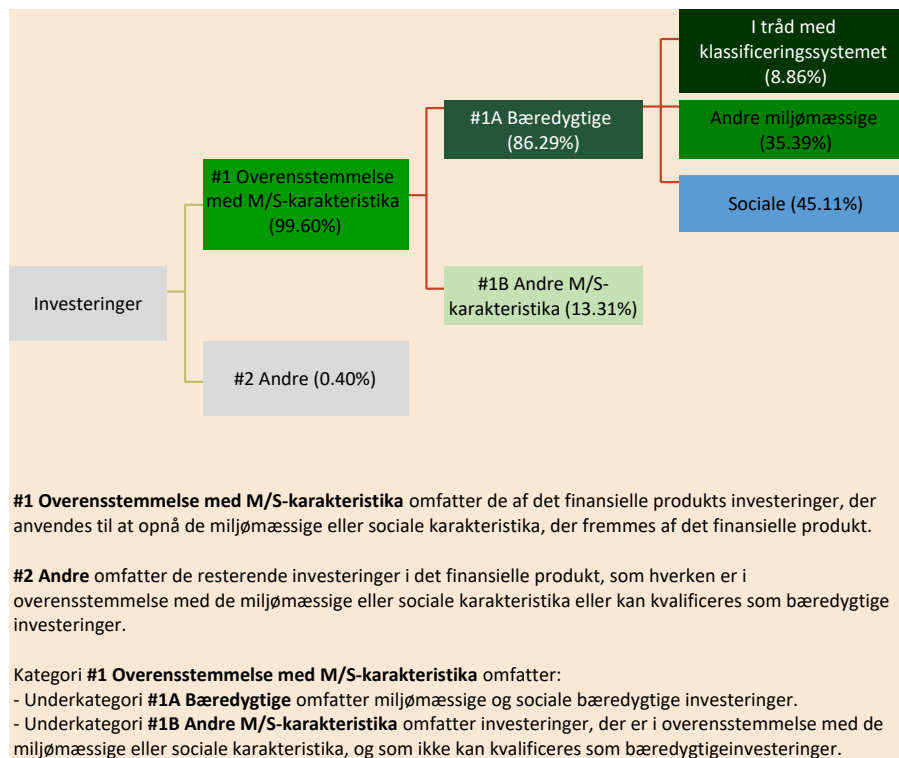 I tråd med
klassificeringssystemet
(8.86%)
#1A Bæredygtige
(86.29%)
Andre miljømæssige
(35.39%)
#1 Overensstemmelse
med M/S-karakteristika
(99.60%)
Sociale (45.11%)
Investeringer
#1B Andre M/S-
karakteristika (13.31%)
#2 Andre (0.40%)
#1 Overensstemmelse med M/S-karakteristika omfatter de af det finansielle produkts investeringer, der
anvendes til at opnå de miljømæssige eller sociale karakteristika, der fremmes af det finansielle produkt.
#2 Andre omfatter de resterende investeringer i det finansielle produkt, som hverken er i
overensstemmelse med de miljømæssige eller sociale karakteristika eller kan kvalificeres som bæredygtige
investeringer.
Kategori #1 Overensstemmelse med M/S-karakteristika omfatter:
- Underkategori #1A Bæredygtige omfatter miljømæssige og sociale bæredygtige investeringer.
- Underkategori #1B Andre M/S-karakteristika omfatter investeringer, der er i overensstemmelse med de
miljømæssige eller sociale karakteristika, og som ikke kan kvalificeres som bæredygtigeinvesteringer.